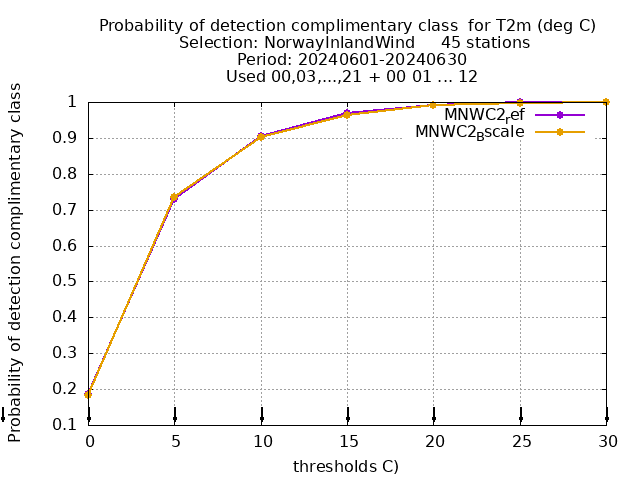 Probability of detection complimentary class  for T2m (deg C)
Selection: NorwayInlandWind     45 stations
Period: 20240601-20240630
Used 00,03,...,21 + 00 01 ... 12
Probability of detection complimentary class
1
0.9
0.8
0.7
0.6
0.5
0.4
0.3
0.2
0.1
MNWC2ref
MNWC2Bscale
0 5 10 15 20 25 30
thresholds C)